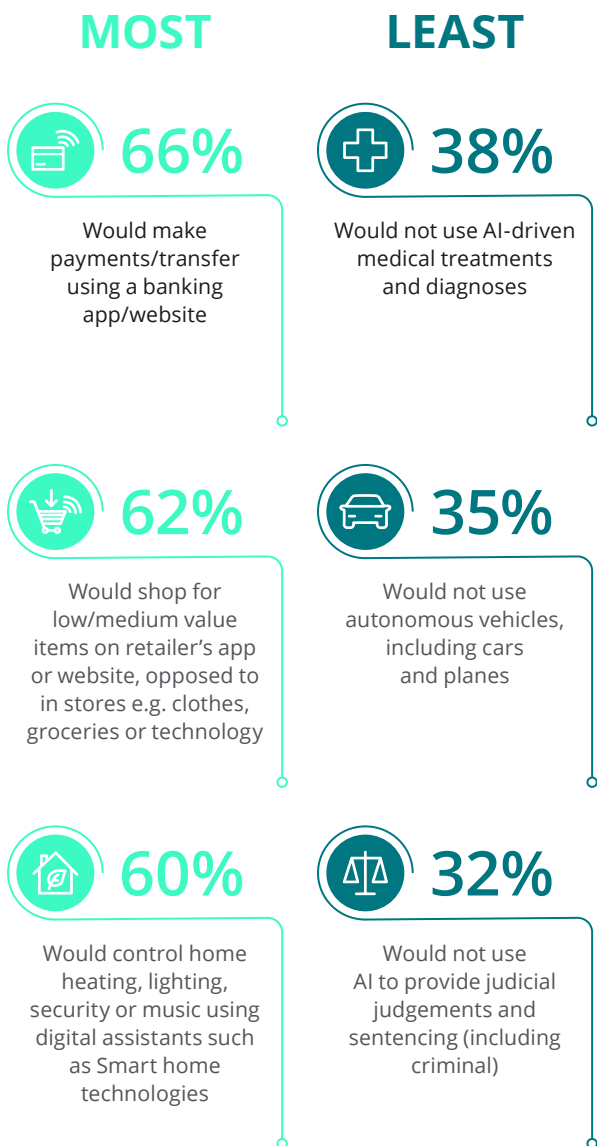 MOST
LEAST
66%
Would make
payments/transfer
using a banking
app/website
38%
Would not use AI-driven
medical treatments
and diagnoses
62%
Would shop for
low/medium value
items on retailer’s app
or website, opposed to
in stores e.g. clothes,
groceries or technology
35%
Would not use
autonomous vehicles,
including cars
and planes
60%
Would control home
heating, lighting,
security or music using
digital assistants such
as Smart home
technologies
32%
Would not use
AI to provide judicial
judgements and
sentencing (including
criminal)